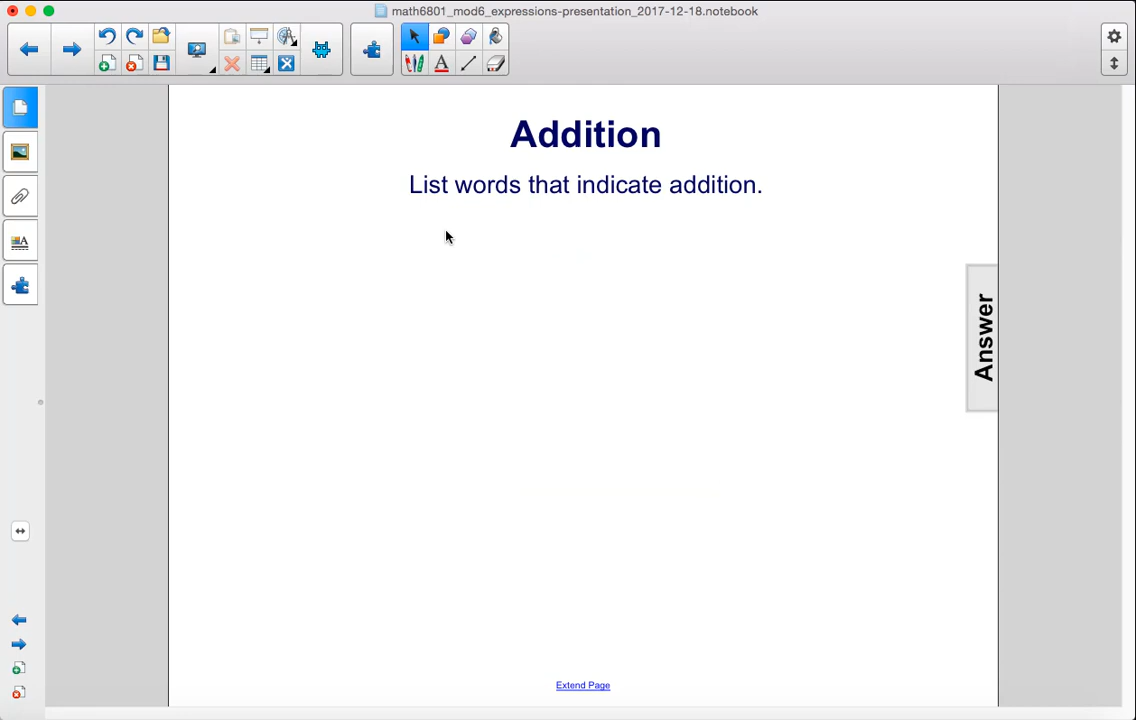 math6801_mod6_expressions-presentation_2017-12-18.notebook
Addition
List words that indicate addition.
Answer
Extend Page